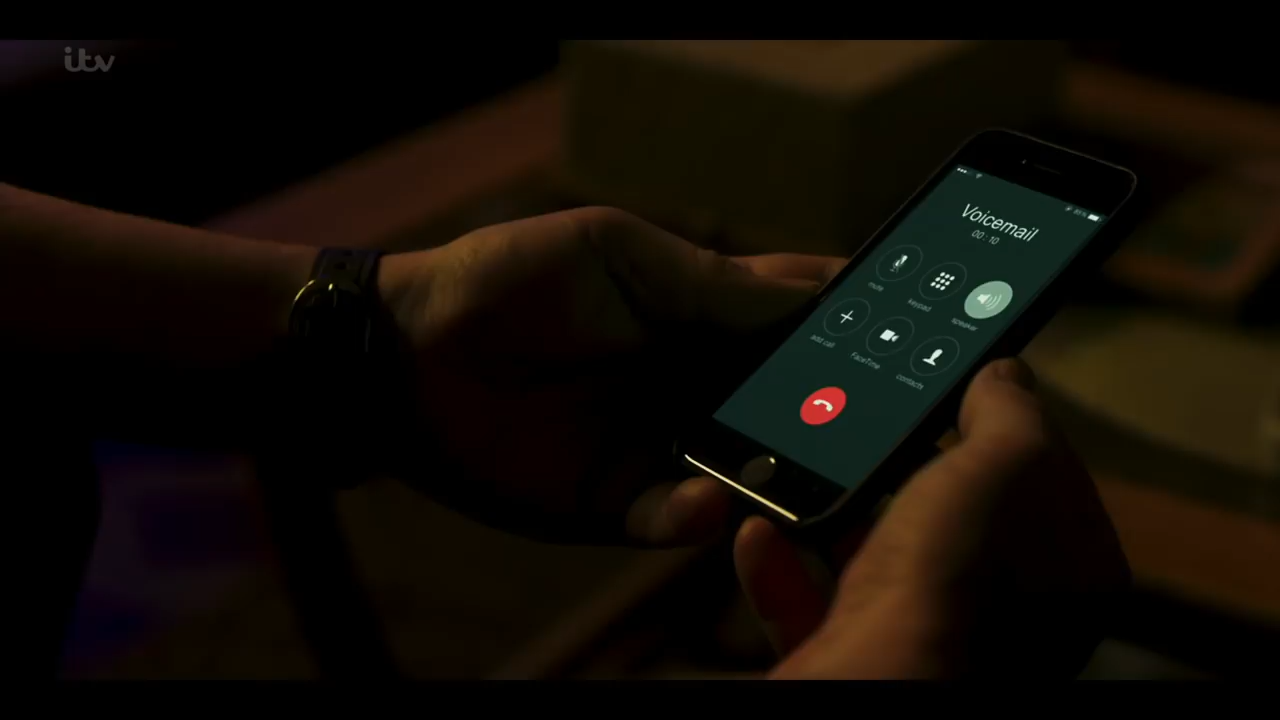 itv
Voicemail
00:10
mute
keypad
speaker
add call
FaceTime
contacts